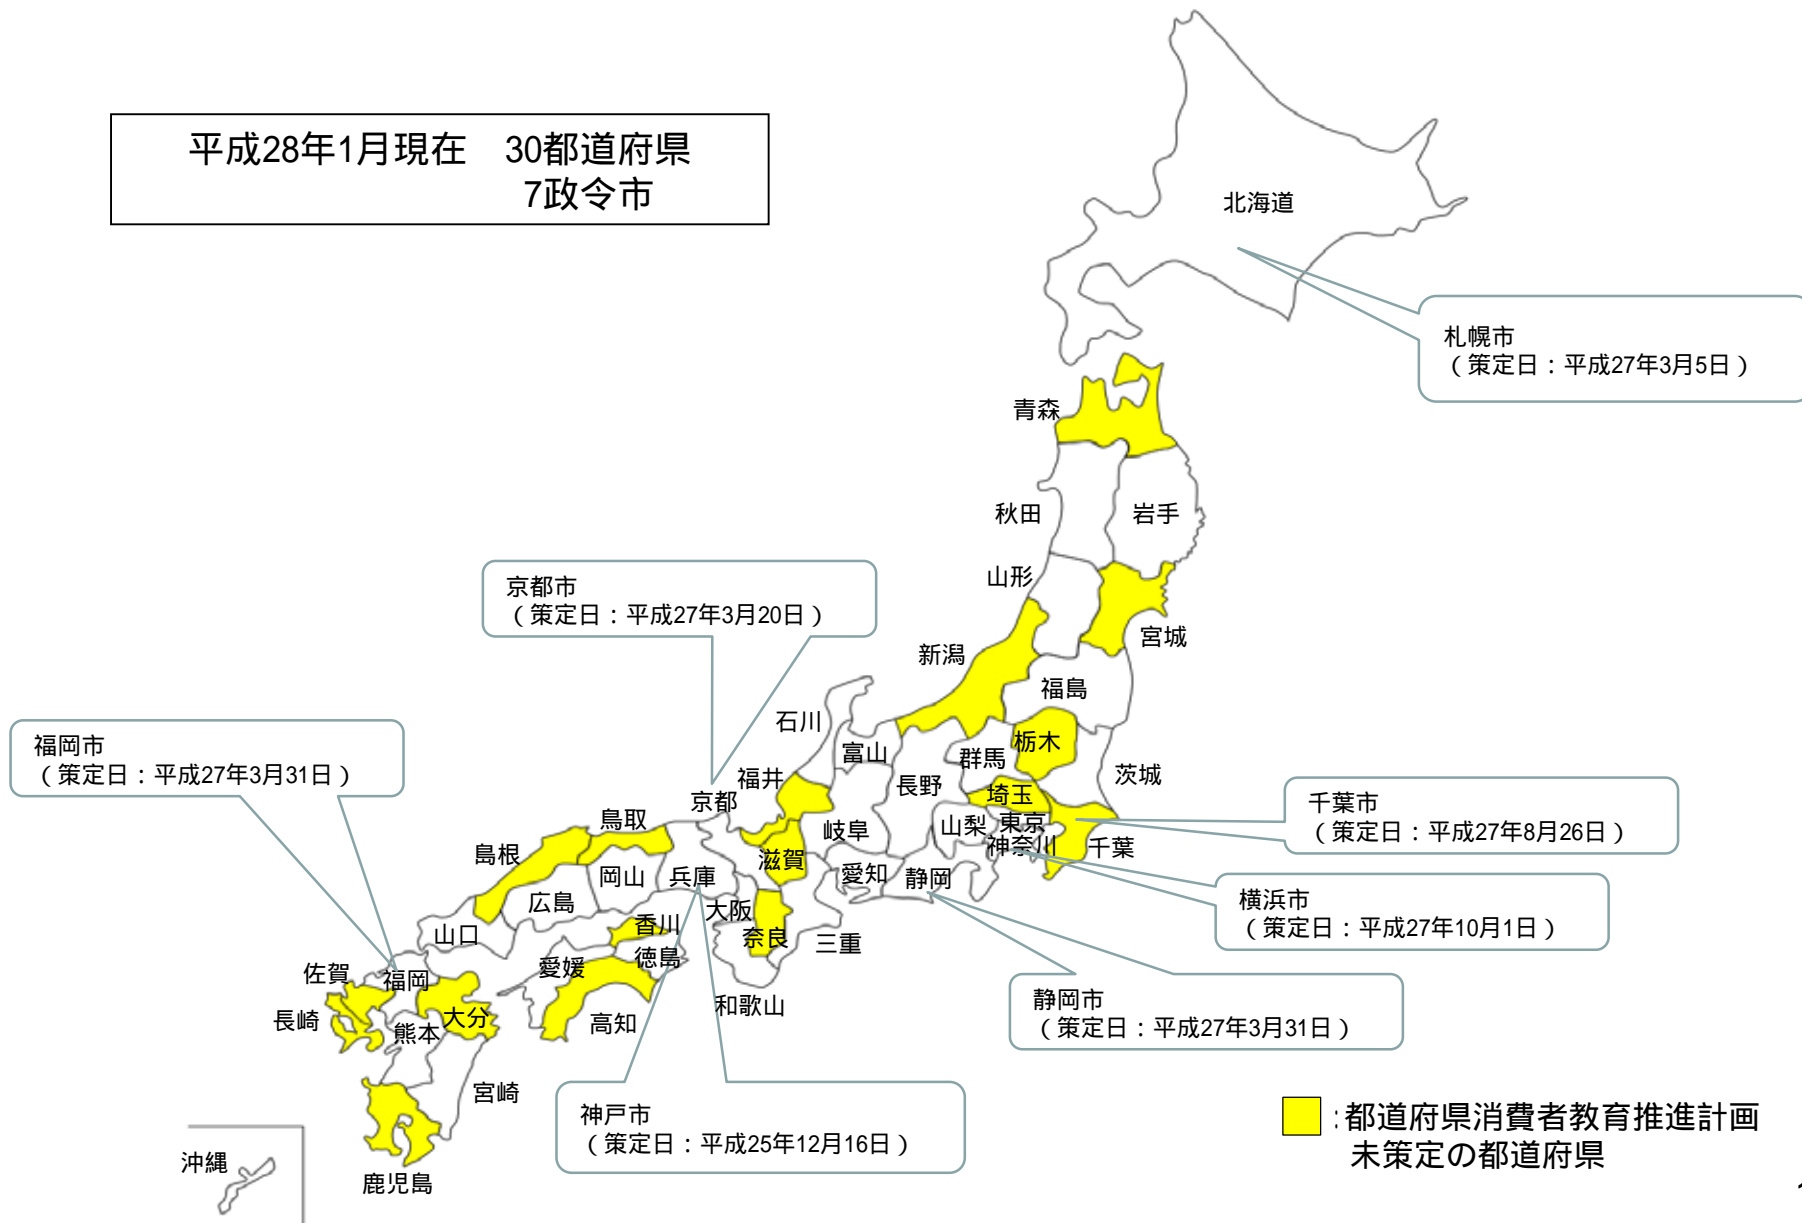 平成28年1月現在　30都道府県
7政令市
北海道
札幌市
（策定日：平成27年3月5日）
青森
秋田
岩手
山形
宮城
新潟
福島
京都市
（策定日：平成27年3月20日）
石川
富山
群馬
栃木
茨城
福岡市
（策定日：平成27年3月31日）
福井
長野
埼玉
京都
鳥取
岐阜
山梨
東京
神奈川
千葉
千葉市
（策定日：平成27年8月26日）
島根
岡山
兵庫
滋賀
愛知
静岡
広島
大阪
横浜市
（策定日：平成27年10月1日）
山口
香川
奈良
三重
徳島
愛媛
佐賀
福岡
和歌山
高知
長崎
大分
熊本
静岡市
（策定日：平成27年3月31日）
宮崎
神戸市
（策定日：平成25年12月16日）
:都道府県消費者教育推進計画
未策定の都道府県
沖縄
鹿児島